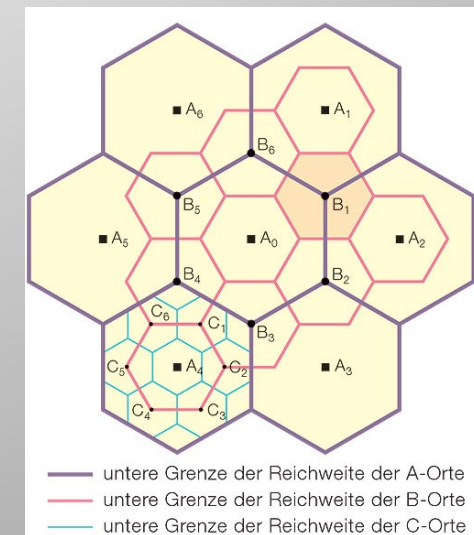 A₆
A₁
B₆
B₅
B₁
A₅
A₀
A₂
B₄
B₂
C₆
C₁
B₃
C₅
A₄
C₂
A₃
C₄
C₃
untere Grenze der Reichweite der A-Orte
untere Grenze der Reichweite der B-Orte
untere Grenze der Reichweite der C-Orte